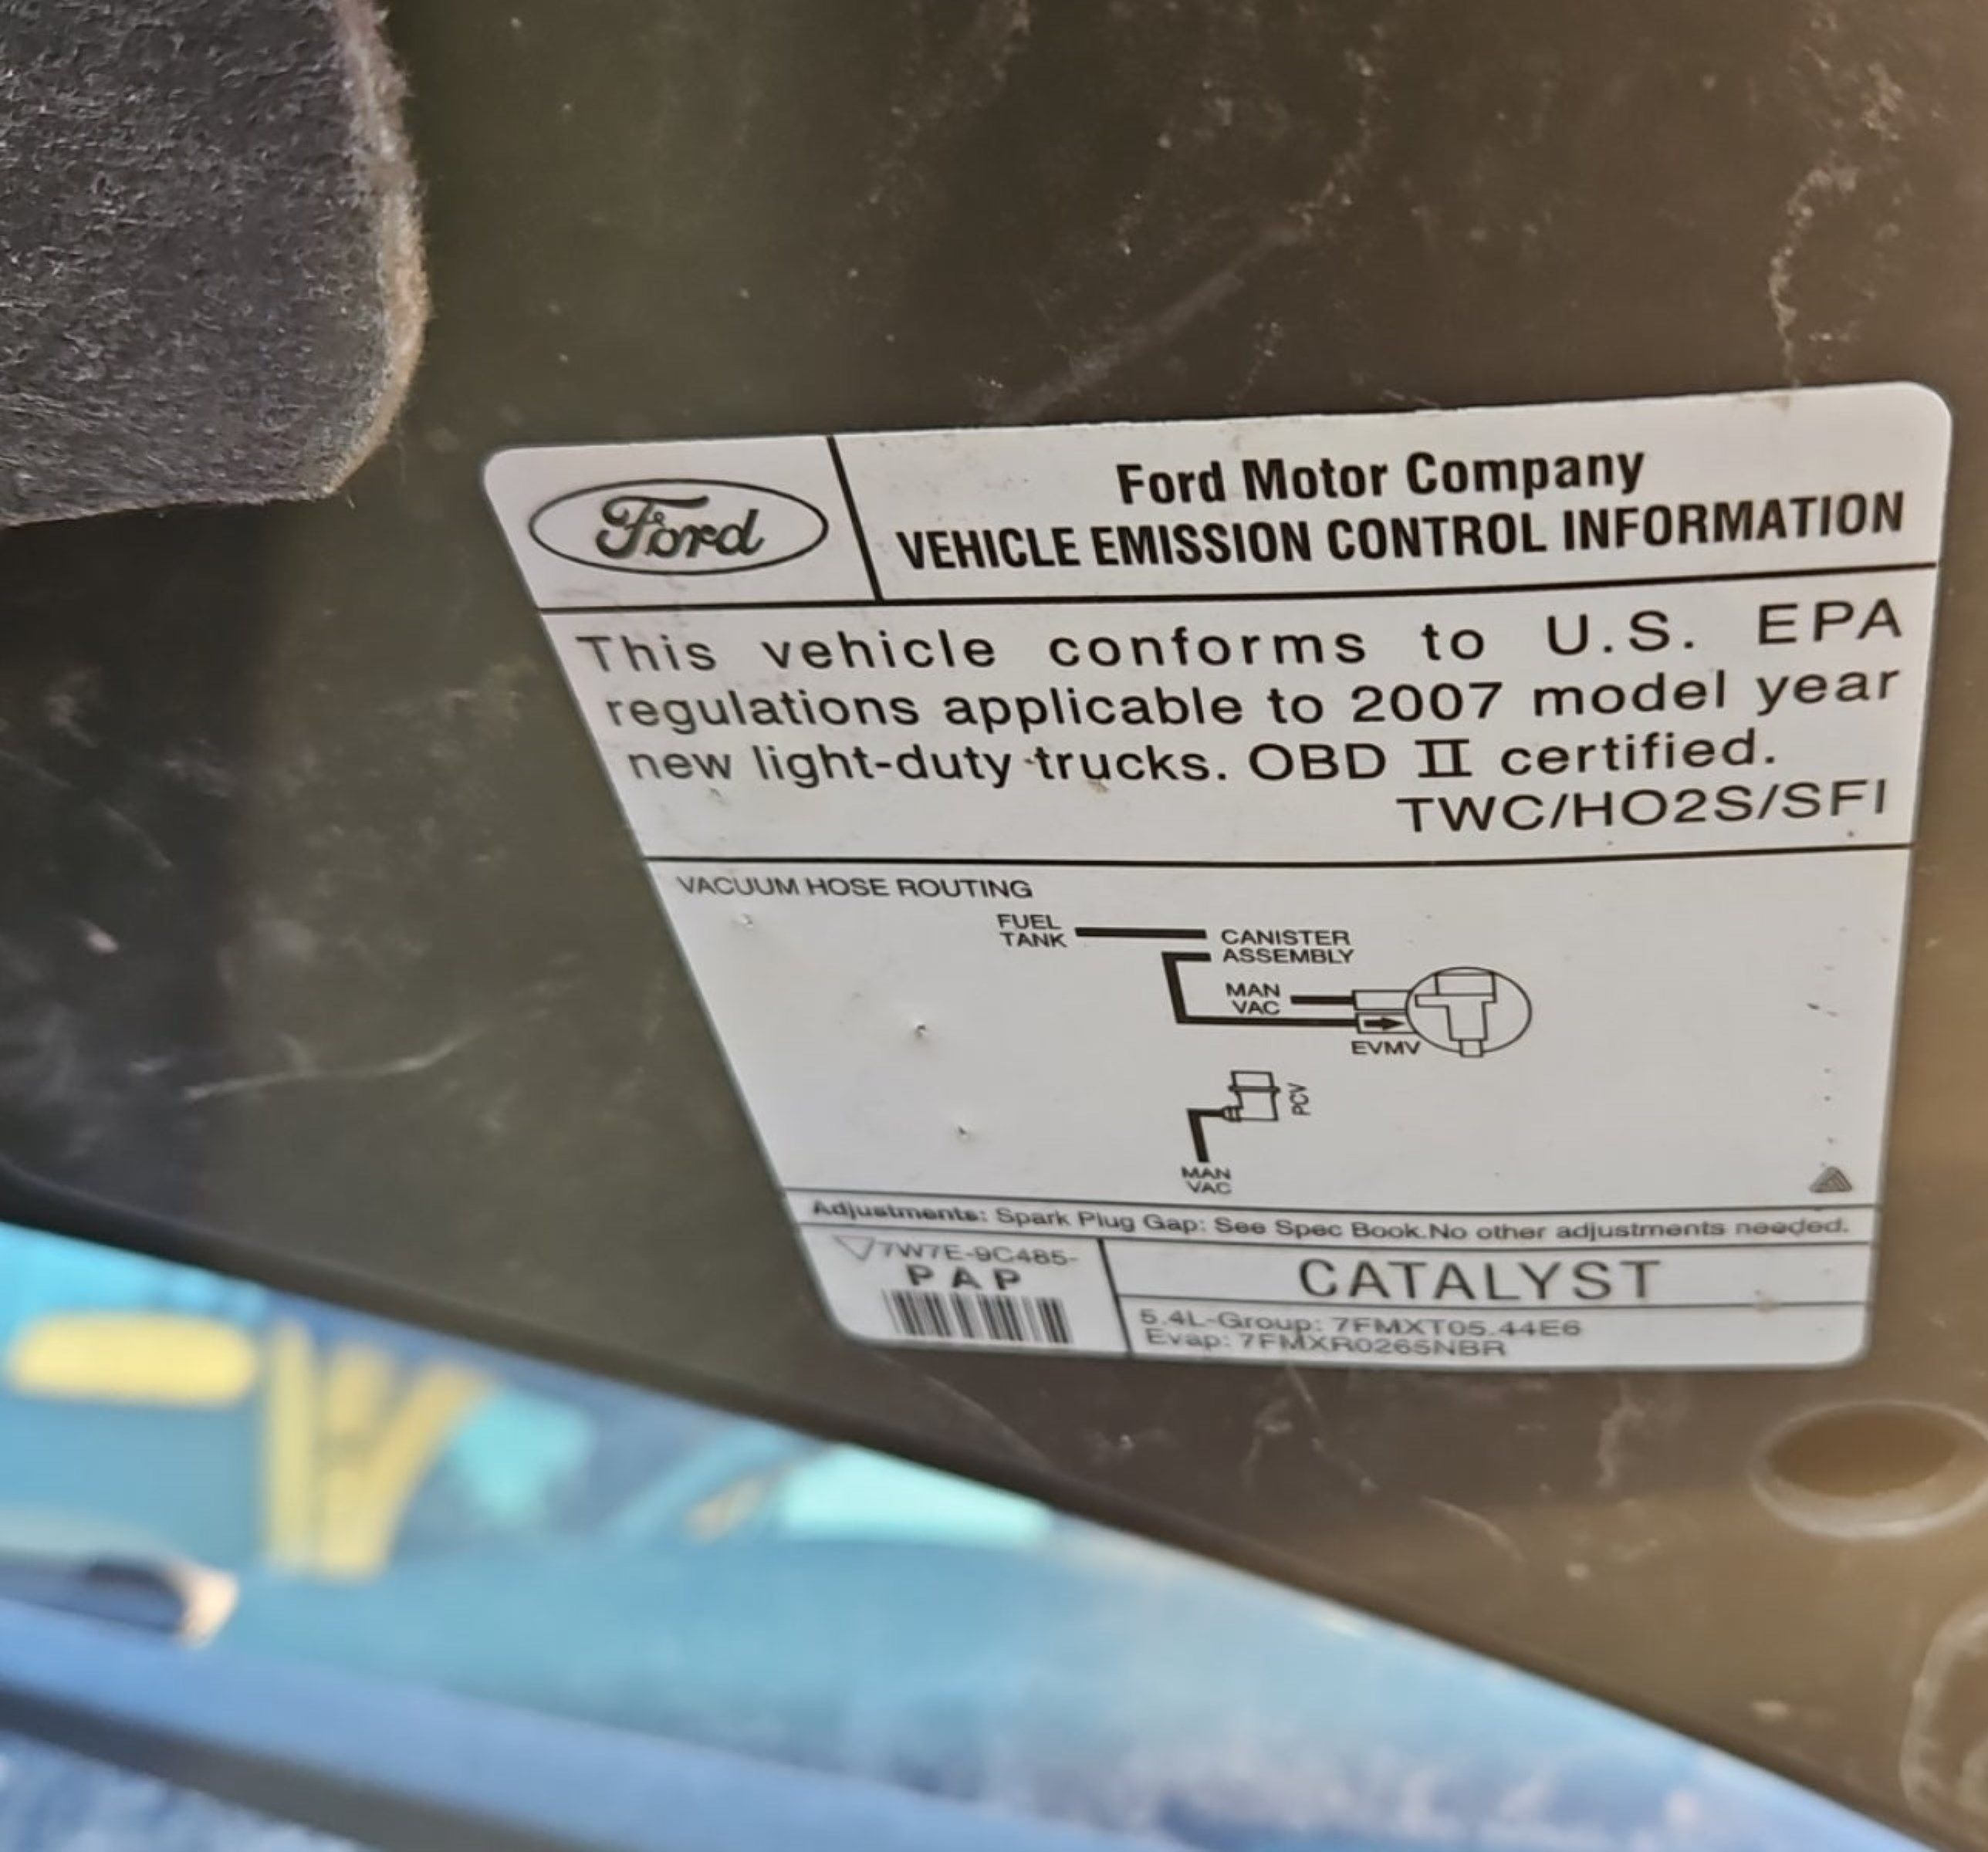 Ford
Ford Motor Company
VEHICLE EMISSION CONTROL INFORMATION
This vehicle conforms to U.S. EPA
regulations applicable to 2007 model year
new light-duty trucks. OBD II certified.
TWC/HO2S/SFI
VACUUM HOSE ROUTING
FUEL
TANK
CANISTER
ASSEMBLY
MAN
VAC
EVMV
PCV
MAN
VAC
Adjustments: Spark Plug Gap: See Spec Book.No other adjustments needed.
7W7E-9C485-
PAP
CATALYST
5.4L-Group: 7FMXT05.44E6
Evap: 7FMXR0265NBR